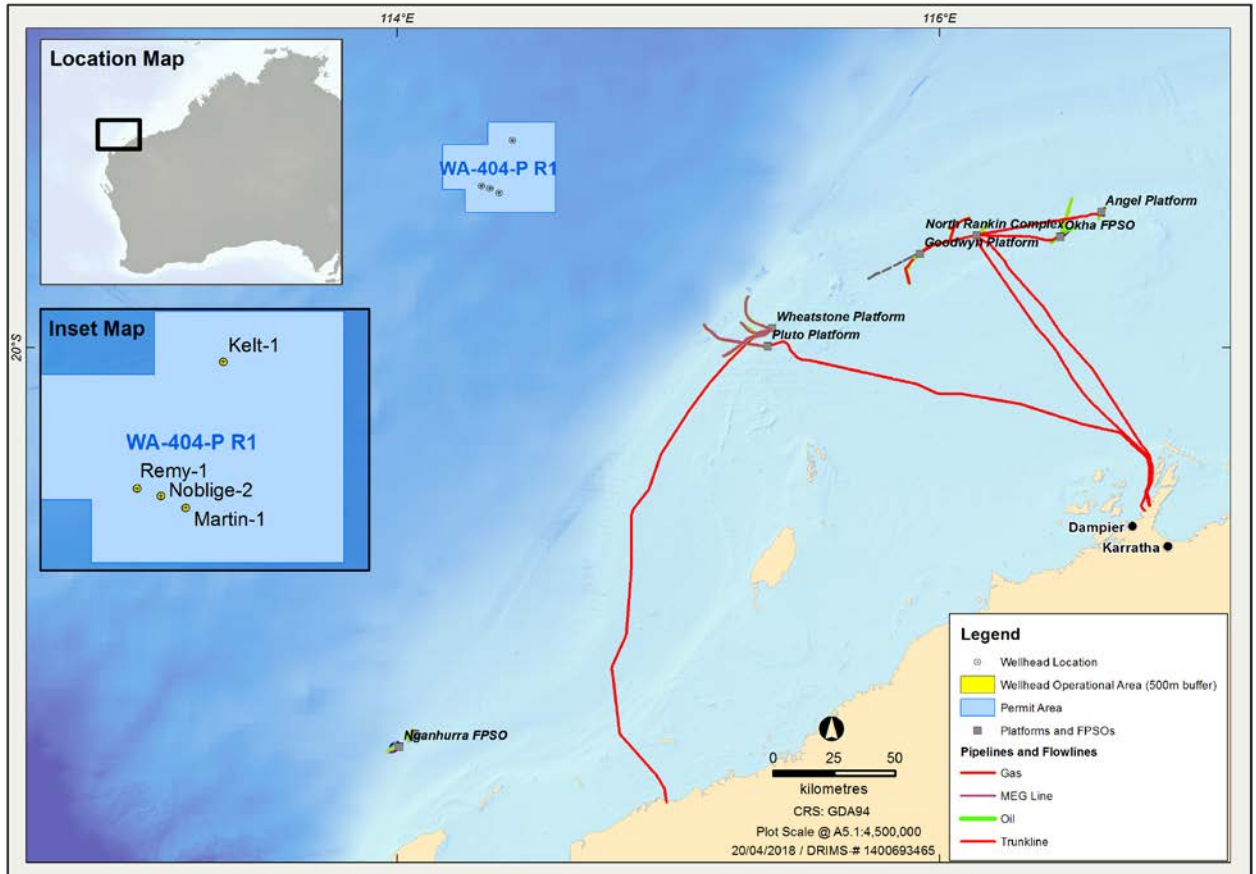 114°E
116°E
Location Map
WA-404-P R1
Angel Platform
North Rankin Complex
Okha FPSO
Goodwyn Platform
Wheatstone Platform
Pluto Platform
20°S
Inset Map
Kelt-1
WA-404-P R1
Remy-1
Noblige-2
Martin-1
Dampier
Karratha
Nganhurra FPSO
0 25 50
kilometres
CRS: GDA94
Plot Scale @ A5.1:4,500,000
20/04/2018 / DRIMS-# 1400693465
Legend
Wellhead Location
Wellhead Operational Area (500m buffer)
Permit Area
Platforms and FPSOs
Pipelines and Flowlines
Gas
MEG Line
Oil
Trunkline